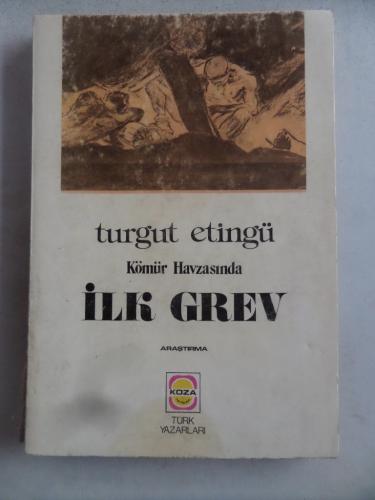 turgut etingü
Kömür Havzasında
İLK GREV
ARAŞTIRMA
KOZA
TÜRK
YAZARLARI